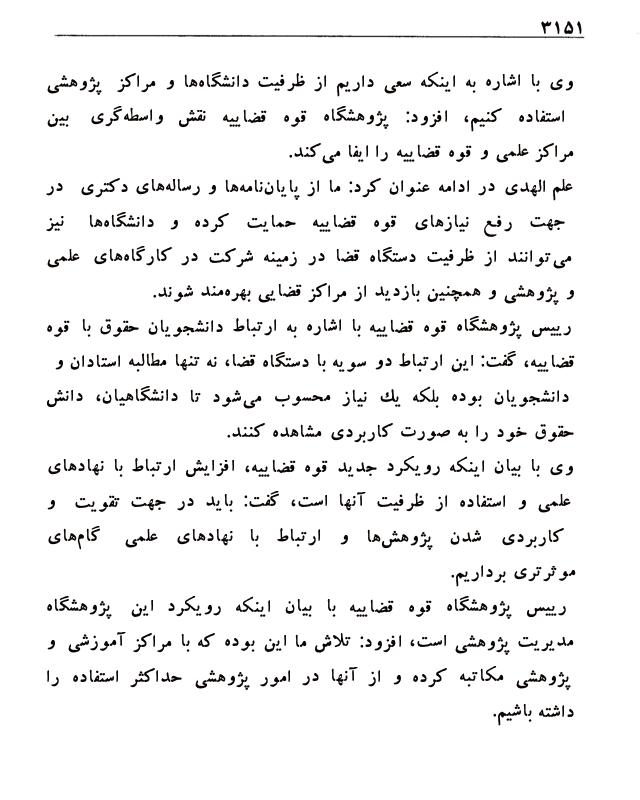 ۳۱۵۱
وی با اشاره به اینکه سعی داریم از ظرفیت دانشگاه‌ها و مراکز پژوهشی
استفاده کنیم، افزود: پژوهشگاه قوه قضاییه نقش واسطه‌گری بین
مراکز علمی و قوه قضاییه را ایفا می‌کند.
علم الهدی در ادامه عنوان کرد: ما از پایان‌نامه‌ها و رساله‌های دکتری در
جهت رفع نیازهای قوه قضاییه حمایت کرده و دانشگاه‌ها نیز
می‌توانند از ظرفیت دستگاه قضا در زمینه شرکت در کارگاه‌های علمی
و پژوهشی و همچنین بازدید از مراکز قضایی بهره‌مند شوند.
رییس پژوهشگاه قوه قضاییه با اشاره به ارتباط دانشجویان حقوق با قوه
قضاییه، گفت: این ارتباط دو سویه با دستگاه قضا، نه تنها مطالبه استادان و
دانشجویان بوده بلکه یك نیاز محسوب می‌شود تا دانشگاهیان، دانش
حقوق خود را به صورت کاربردی مشاهده کنند.
وی با بیان اینکه رویکرد جدید قوه قضاییه، افزایش ارتباط با نهادهای
علمی و استفاده از ظرفیت آنها است، گفت: باید در جهت تقویت و
کاربردی شدن پژوهش‌ها و ارتباط با نهادهای علمی گام‌های
موثرتری برداریم.
رییس پژوهشگاه قوه قضاییه با بیان اینکه رویکرد این پژوهشگاه
مدیریت پژوهشی است، افزود: تلاش ما این بوده که با مراکز آموزشی و
پژوهشی مکاتبه کرده و از آنها در امور پژوهشی حداکثر استفاده را
داشته باشیم.